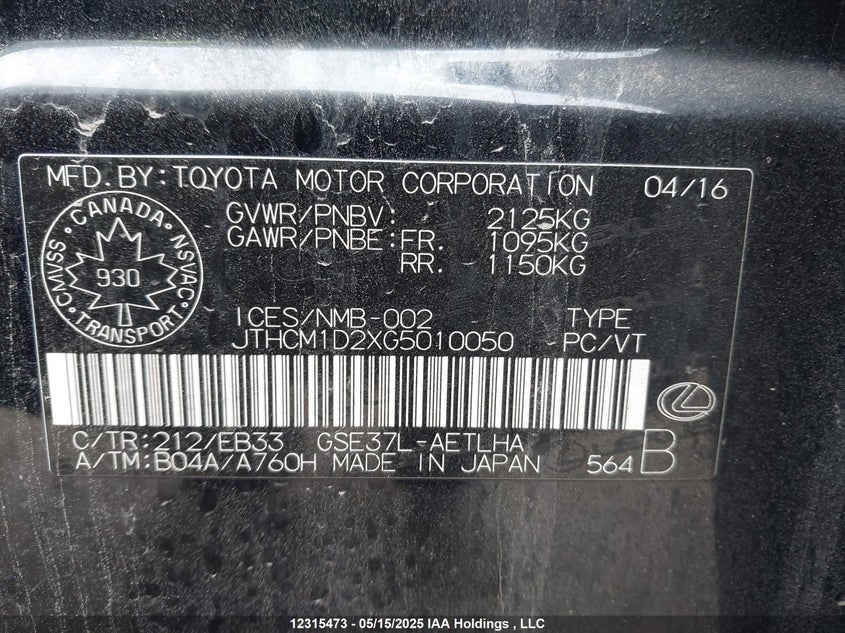 MFD.BY:TOYOTA MOTOR CORPORATION 04/16
GVWR/PNBV: 2125KG
GAWR/PNBE:FR. 1095KG
RR. 1150KG
CANADA
CMVSS
NSVAC
930
TRANSPORT
ICES/NMB-002 TYPE
JTHCM1D2XG5010050 PC/VT
C/TR:212/EB33 GSE37L-AETLHA
A/TM:B04A/A760H MADE IN JAPAN 564 B
12315473 - 05/15/2025 IAA Holdings , LLC